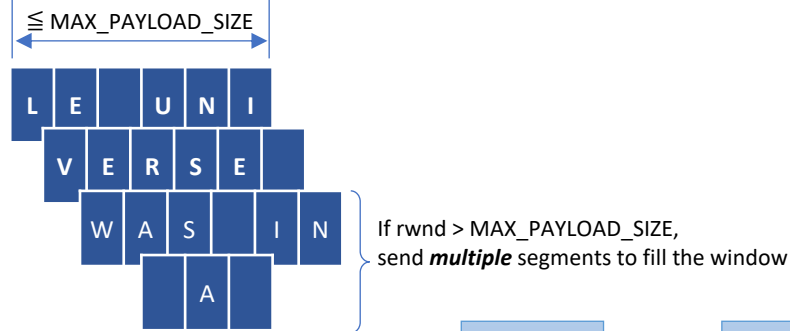 ≦ MAX_PAYLOAD_SIZE
L E U N I
V E R S E
W A S I N
A
If rwnd > MAX_PAYLOAD_SIZE,
send multiple segments to fill the window